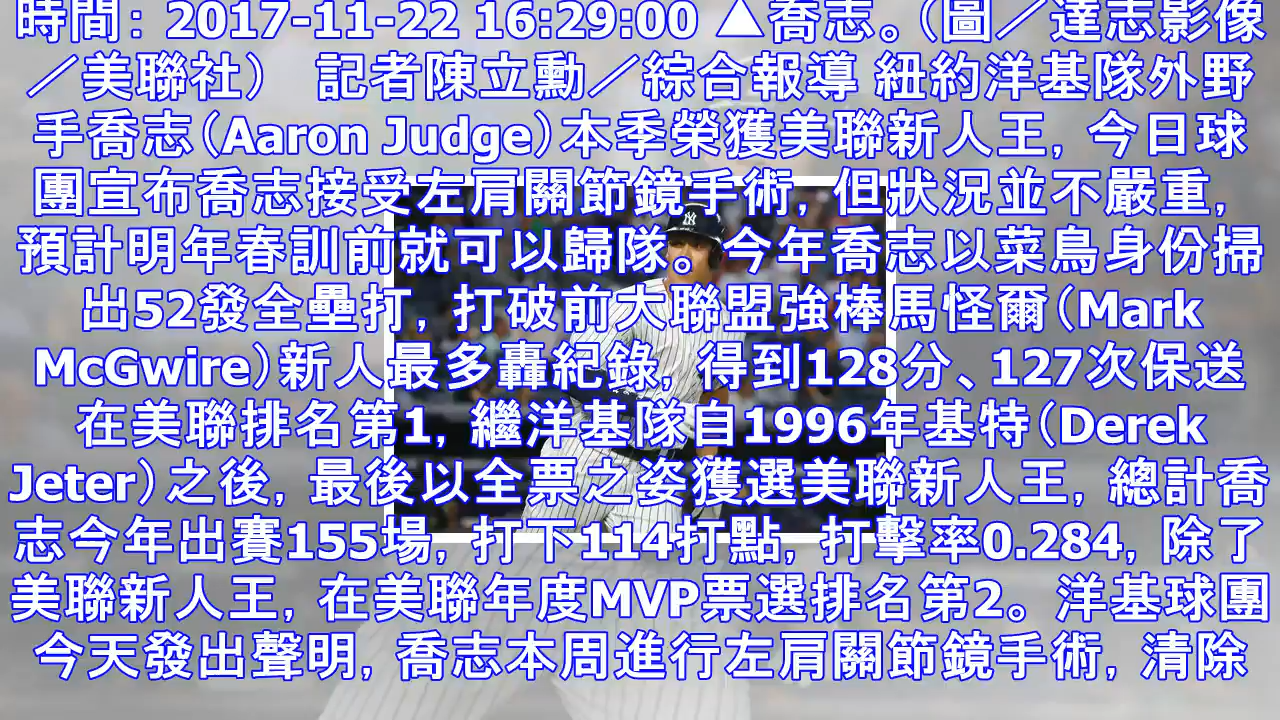 時間: 2017-11-22 16:29:00 ▲喬志。(圖／達志影像
／美聯社) 記者陳立勳／綜合報導 紐約洋基隊外野
手喬志(Aaron Judge)本季榮獲美聯新人王, 今日球
團宣布喬志接受左肩關節鏡手術, 但狀況並不嚴重,
預計明年春訓前就可以歸隊。 今年喬志以菜鳥身份掃
出52發全壘打, 打破前大聯盟強棒馬怪爾(Mark
McGwire)新人最多轟紀錄, 得到128分、127次保送
在美聯排名第1, 繼洋基隊自1996年基特(Derek
Jeter)之後, 最後以全票之姿獲選美聯新人王, 總計喬
志今年出賽155場, 打下114打點, 打擊率0.284, 除了
美聯新人王, 在美聯年度MVP票選排名第2。 洋基球團
今天發出聲明, 喬志本周進行左肩關節鏡手術, 清除